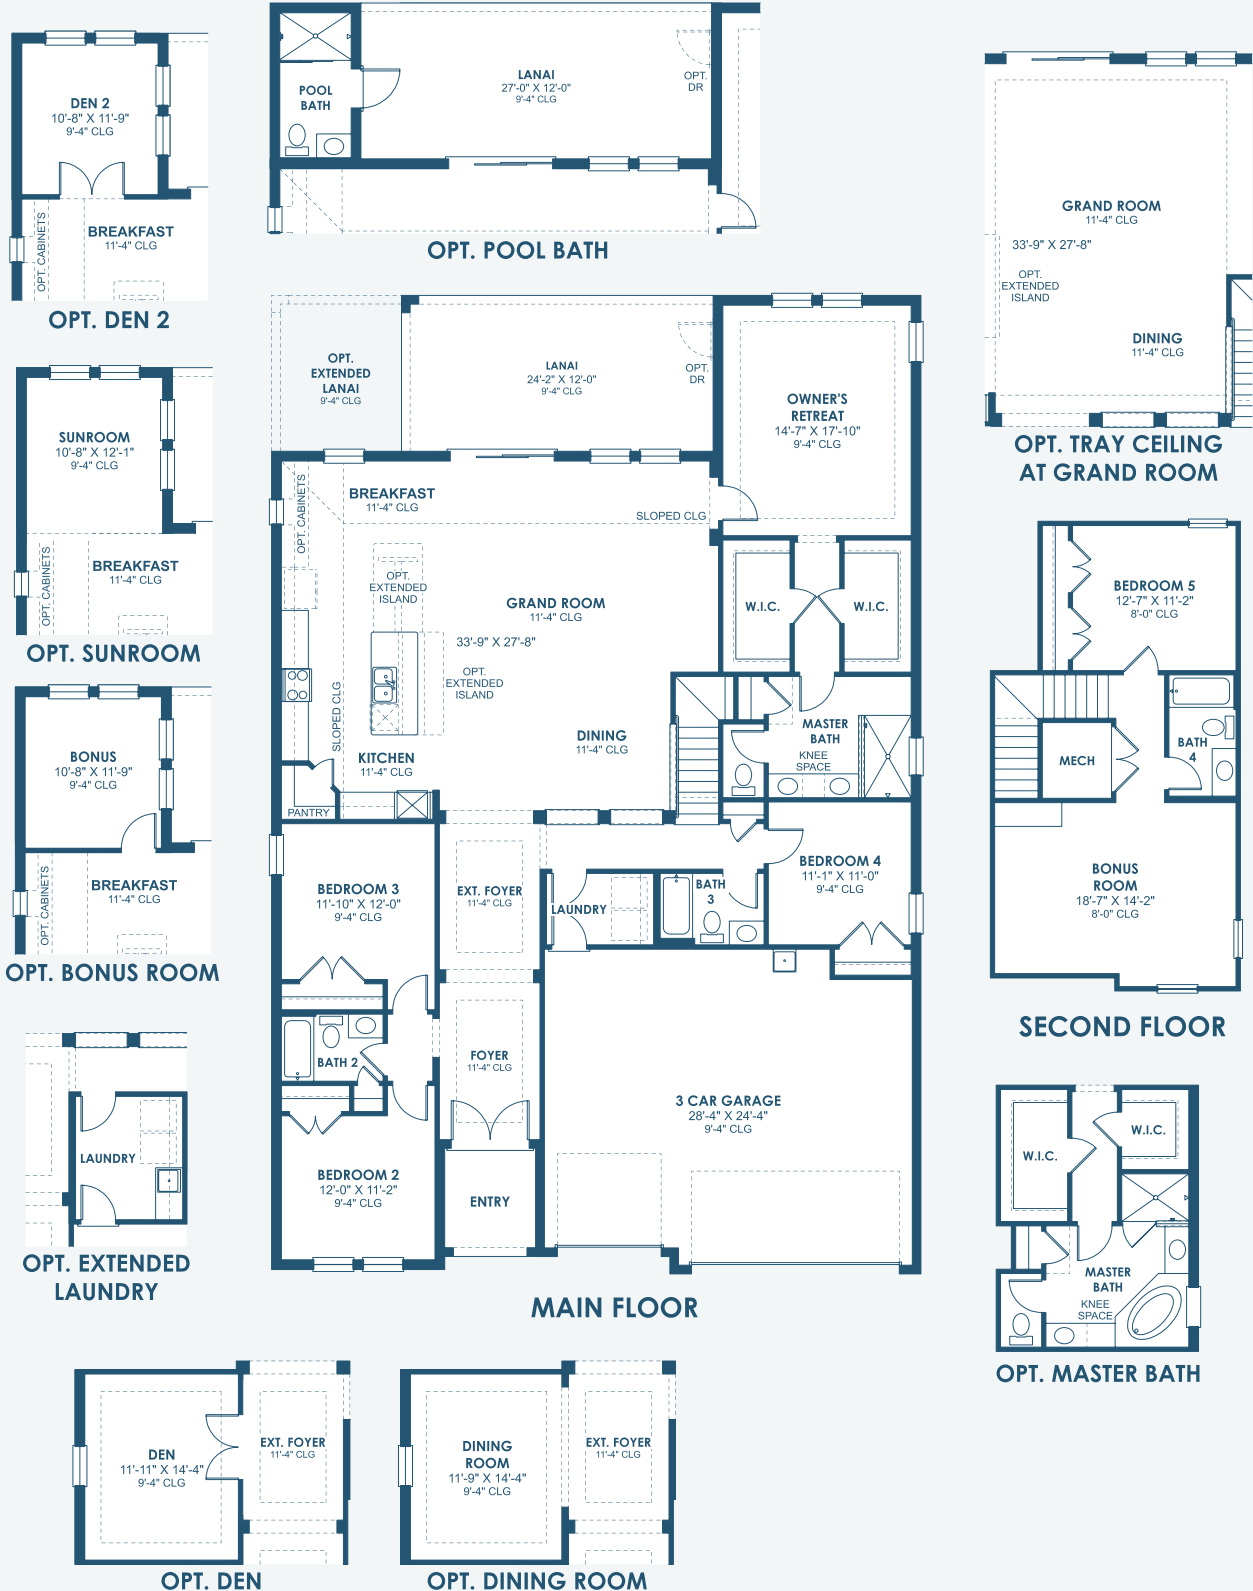 DEN 2
10'-8" X 11'-9"
9'-4" CLG
OPT. CABINETS
BREAKFAST
11'-4" CLG
OPT. DEN 2
POOL
BATH
LANAI
27'-0" X 12'-0"
9'-4" CLG
OPT.
DR
OPT. POOL BATH
GRAND ROOM
11'-4" CLG
33'-9" X 27'-8"
OPT.
EXTENDED
ISLAND
DINING
11'-4" CLG
OPT. TRAY CEILING
AT GRAND ROOM
SUNROOM
10'-8" X 12'-1"
9'-4" CLG
OPT. CABINETS
BREAKFAST
11'-4" CLG
OPT. SUNROOM
BONUS
10'-8" X 11'-9"
9'-4" CLG
OPT. CABINETS
BREAKFAST
11'-4" CLG
OPT. BONUS ROOM
LAUNDRY
OPT. EXTENDED
LAUNDRY
OPT.
EXTENDED
LANAI
9'-4" CLG
LANAI
24'-2" X 12'-0"
9'-4" CLG
OPT.
DR
OWNER'S
RETREAT
14'-7" X 17'-10"
9'-4" CLG
BREAKFAST
11'-4" CLG
OPT. CABINETS
SLOPED CLG
OPT.
EXTENDED
ISLAND
GRAND ROOM
11'-4" CLG
33'-9" X 27'-8"
OPT.
EXTENDED
ISLAND
W.I.C.
W.I.C.
SLOPED CLG
KITCHEN
11'-4" CLG
DINING
11'-4" CLG
MASTER
BATH
KNEE
SPACE
PANTRY
BEDROOM 3
11'-10" X 12'-0"
9'-4" CLG
EXT. FOYER
11'-4" CLG
LAUNDRY
BATH
3
BEDROOM 4
11'-1" X 11'-0"
9'-4" CLG
BATH 2
FOYER
11'-4" CLG
3 CAR GARAGE
28'-4" X 24'-4"
9'-4" CLG
BEDROOM 2
12'-0" X 11'-2"
9'-4" CLG
ENTRY
MAIN FLOOR
BEDROOM 5
12'-7" X 11'-2"
8'-0" CLG
MECH
BATH
4
BONUS
ROOM
18'-7" X 14'-2"
8'-0" CLG
SECOND FLOOR
W.I.C.
W.I.C.
MASTER
BATH
KNEE
SPACE
OPT. MASTER BATH
DEN
11'-11" X 14'-4"
9'-4" CLG
EXT. FOYER
11'-4" CLG
OPT. DEN
DINING
ROOM
11'-9" X 14'-4"
9'-4" CLG
EXT. FOYER
11'-4" CLG
OPT. DINING ROOM